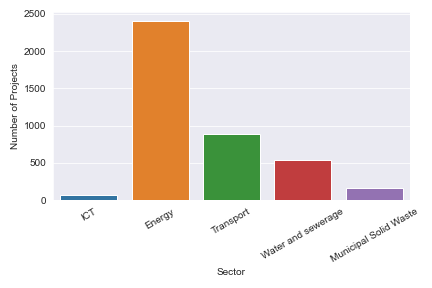 2500
2000
1500
1000
500
0
Number of Projects
ICT
Energy
Transport
Water and sewerage
Municipal Solid Waste
Sector